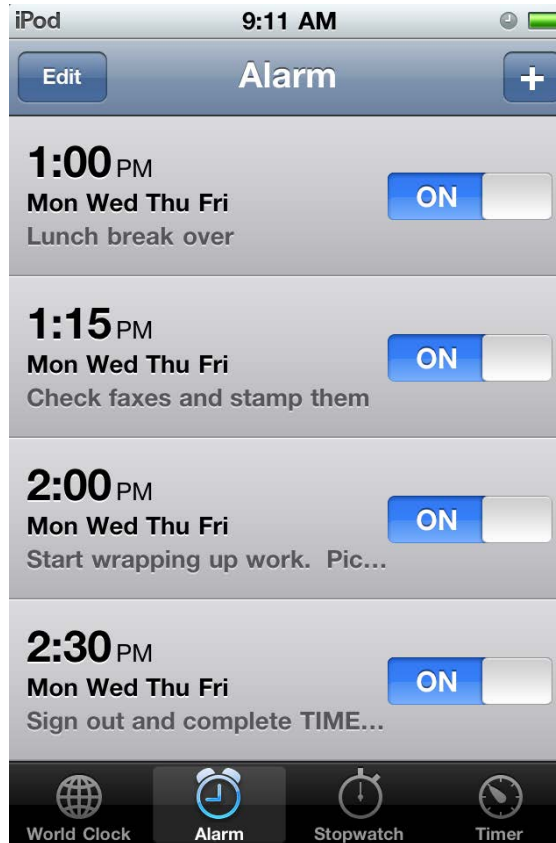 iPod 9:11 AM
Edit Alarm +
1:00 PM
Mon Wed Thu Fri
ON
Lunch break over
1:15 PM
Mon Wed Thu Fri
ON
Check faxes and stamp them
2:00 PM
Mon Wed Thu Fri
ON
Start wrapping up work.  Pic...
2:30 PM
Mon Wed Thu Fri
ON
Sign out and complete TIME...
World Clock Alarm Stopwatch Timer